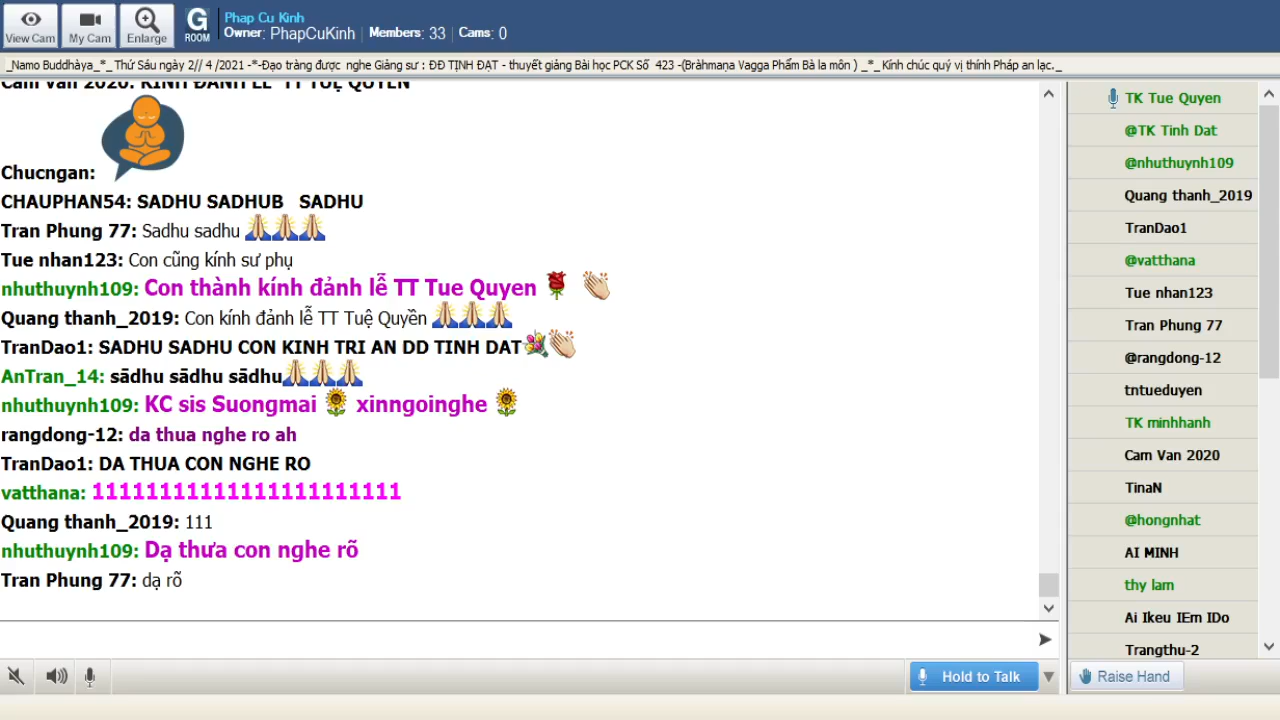 View Cam
My Cam
Enlarge
G
ROOM
Phap Cu Kinh
Owner: PhapCuKinh Members: 33 Cams: 0
_Namo Buddhàya_*_ Thứ Sáu ngày 2// 4 /2021 -*-Đạo tràng được nghe Giảng sư : ĐĐ TỊNH ĐẠT - thuyết giảng Bài học PCK Số 423 -(Bràhmaṇa Vagga Phẩm Bà la môn ) _*_ Kính chúc quý vị thính Pháp an lạc._
Cam Van 2020: KÍNH ĐẢNH LỄ TT TUỆ QUYỀN
Chucngan:
CHAUPHAN54: SADHU SADHUB SADHU
Tran Phung 77: Sadhu sadhu 🙏🙏🙏
Tue nhan123: Con cũng kính sư phụ
nhuthuynh109: Con thành kính đảnh lễ TT Tue Quyen 🌹 👏
Quang thanh_2019: Con kính đảnh lễ TT Tuệ Quyền 🙏🙏🙏
TranDao1: SADHU SADHU CON KINH TRI AN DD TINH DAT💐👏
AnTran_14: sādhu sādhu sādhu🙏🙏🙏
nhuthuynh109: KC sis Suongmai 🌻 xinngoinghe 🌻
rangdong-12: da thua nghe ro ah
TranDao1: DA THUA CON NGHE RO
vatthana: 11111111111111111111111
Quang thanh_2019: 111
nhuthuynh109: Dạ thưa con nghe rõ
Tran Phung 77: dạ rõ
Hold to Talk
TK Tue Quyen
@TK Tinh Dat
@nhuthuynh109
Quang thanh_2019
TranDao1
@vatthana
Tue nhan123
Tran Phung 77
@rangdong-12
tntueduyen
TK minhhanh
Cam Van 2020
TinaN
@hongnhat
AI MINH
thy lam
Ai Ikeu IEm IDo
Trangthu-2
Raise Hand